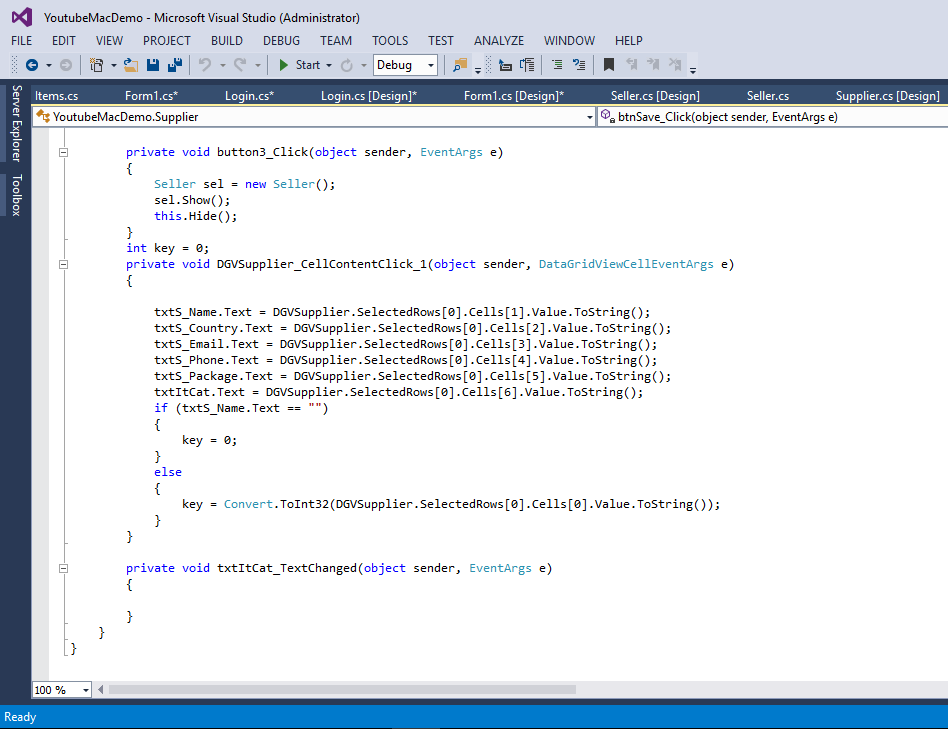 YoutubeMacDemo - Microsoft Visual Studio (Administrator)
FILE EDIT VIEW PROJECT BUILD DEBUG TEAM TOOLS TEST ANALYZE WINDOW HELP
Start Debug
Items.cs Form1.cs* Login.cs* Login.cs [Design]* Form1.cs [Design]* Seller.cs [Design] Seller.cs Supplier.cs [Design]
Server Explorer
Toolbox
YoutubeMacDemo.Supplier btnSave_Click(object sender, EventArgs e)
private void button3_Click(object sender, EventArgs e)
{
Seller sel = new Seller();
sel.Show();
this.Hide();
}
int key = 0;
private void DGVSupplier_CellContentClick_1(object sender, DataGridViewCellEventArgs e)
{
txtS_Name.Text = DGVSupplier.SelectedRows[0].Cells[1].Value.ToString();
txtS_Country.Text = DGVSupplier.SelectedRows[0].Cells[2].Value.ToString();
txtS_Email.Text = DGVSupplier.SelectedRows[0].Cells[3].Value.ToString();
txtS_Phone.Text = DGVSupplier.SelectedRows[0].Cells[4].Value.ToString();
txtS_Package.Text = DGVSupplier.SelectedRows[0].Cells[5].Value.ToString();
txtItCat.Text = DGVSupplier.SelectedRows[0].Cells[6].Value.ToString();
if (txtS_Name.Text == "")
{
key = 0;
}
else
{
key = Convert.ToInt32(DGVSupplier.SelectedRows[0].Cells[0].Value.ToString());
}
}
private void txtItCat_TextChanged(object sender, EventArgs e)
{
}
}
}
100 %
Ready